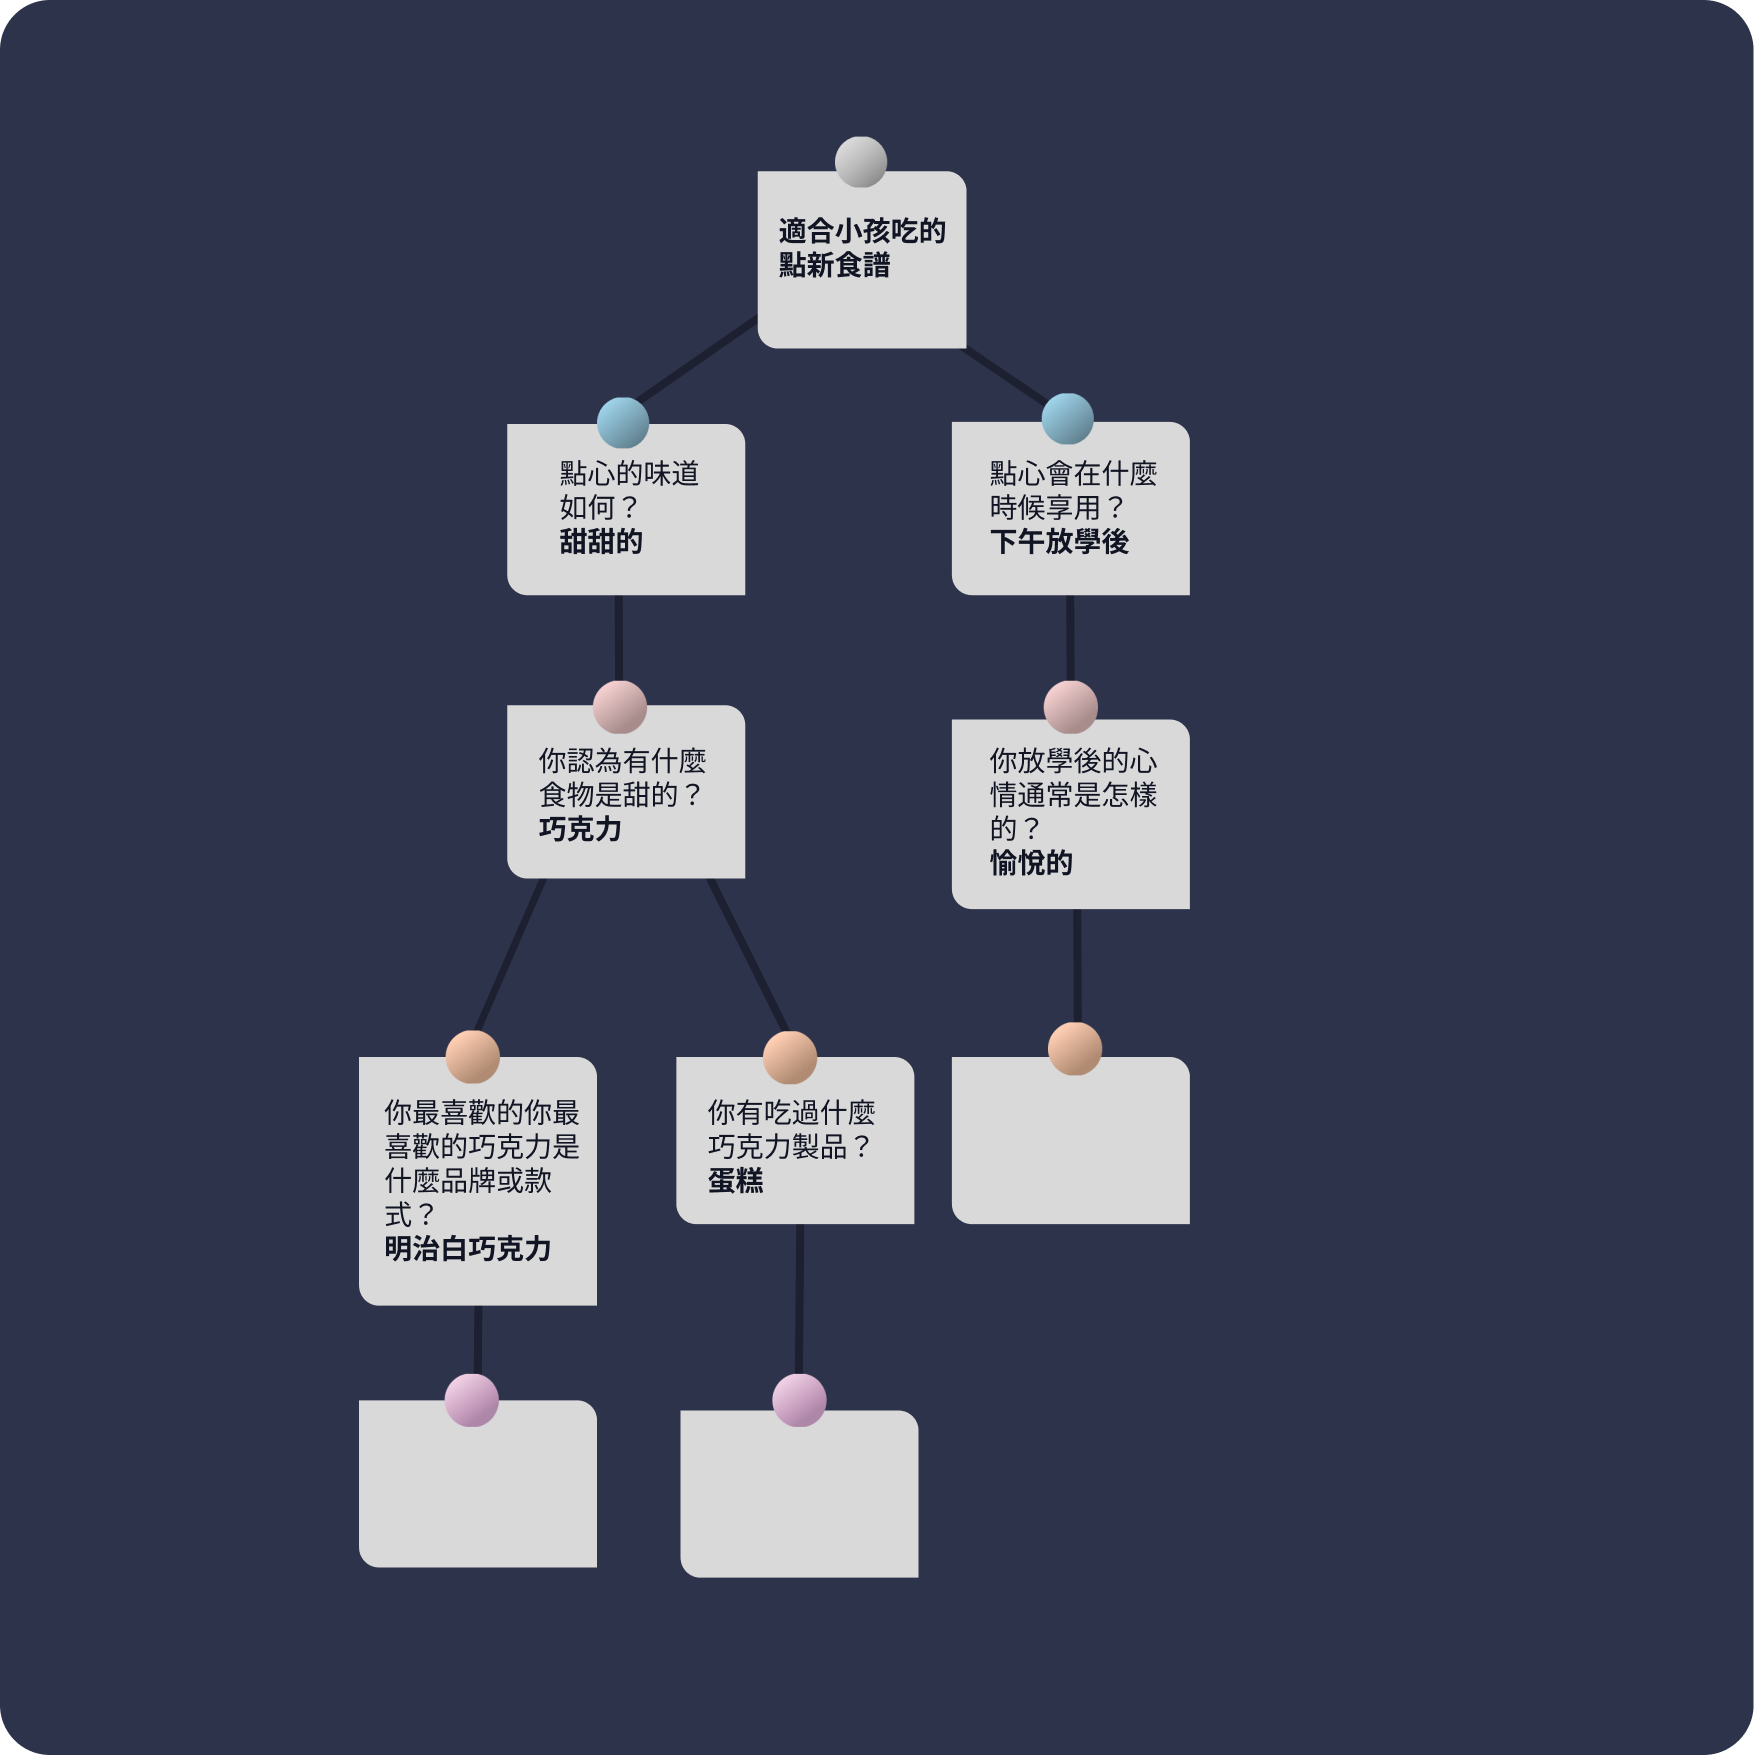 適合小孩吃的
點新食譜
點心的味道
如何？
甜甜的
點心會在什麼
時候享用？
下午放學後
你認為有什麼
食物是甜的？
巧克力
你放學後的心
情通常是怎樣
的？
愉悅的
你最喜歡的你最
喜歡的巧克力是
什麼品牌或款
式？
明治白巧克力
你有吃過什麼
巧克力製品？
蛋糕